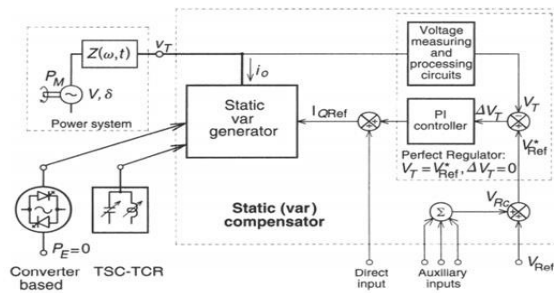 Z(ω,t)
v_T
i_o
P_M
V, δ
Power system
Static
var
generator
Voltage
measuring
and
processing
circuits
V_T
I_QRef
PI
controller
ΔV_T
V*_Ref
Perfect Regulator:
V_T = V*_Ref, ΔV_T = 0
Static (var)
compensator
V_Rc
Σ
P_E = 0
Converter
based
TSC-TCR
Direct
input
Auxiliary
inputs
V_Ref